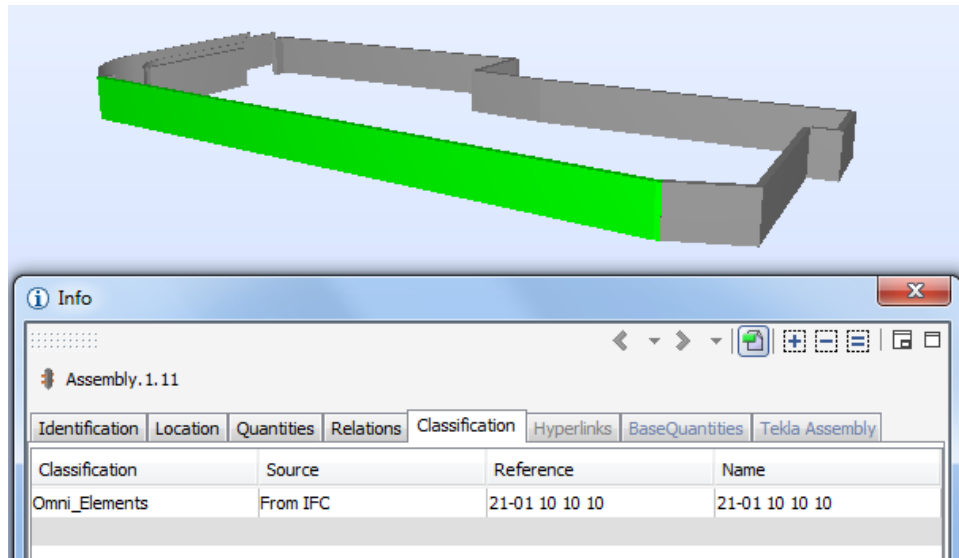 Info
Assembly.1.11
Identification Location Quantities Relations Classification Hyperlinks BaseQuantities Tekla Assembly
Classification Source Reference Name
Omni_Elements From IFC 21-01 10 10 10 21-01 10 10 10